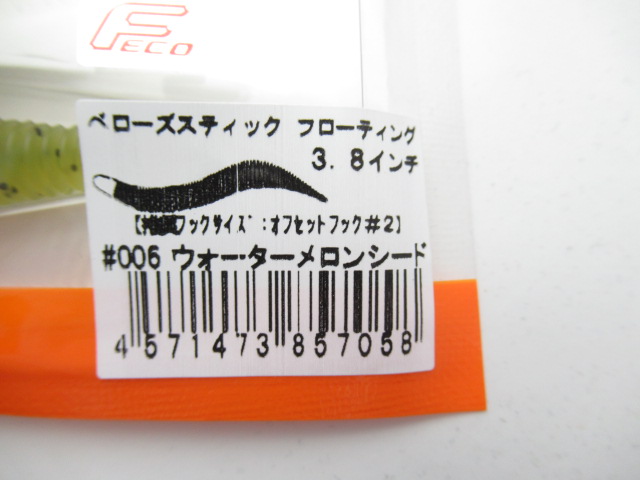 FECO
ベローズスティック フローティング
3.8インチ
【推奨フックサイズ:オフセットフック#2】
#006 ウォーターメロンシード
4 571473 857058